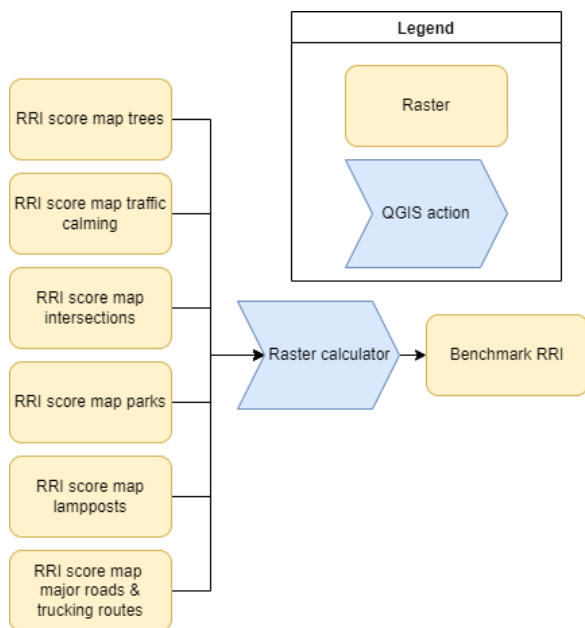 Legend
Raster
QGIS action
RRI score map trees
RRI score map traffic
calming
RRI score map
intersections
RRI score map parks
RRI score map
lampposts
RRI score map
major roads &
trucking routes
Raster calculator
Benchmark RRI